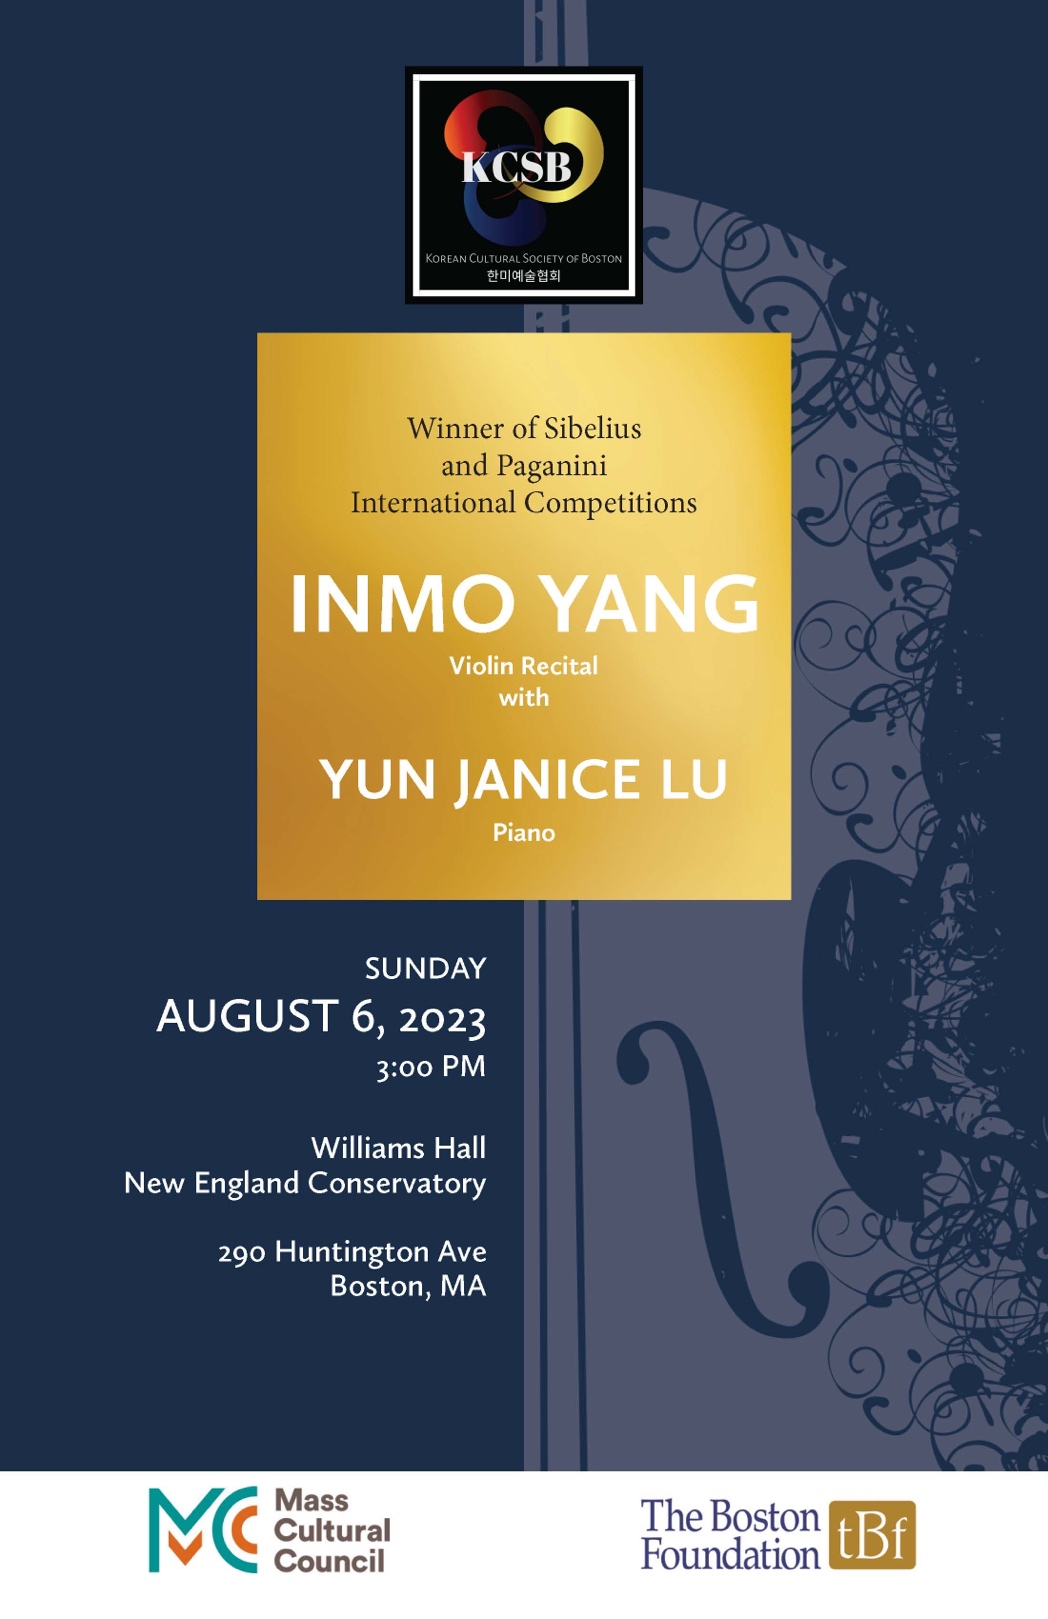 KCSB
KOREAN CULTURAL SOCIETY OF BOSTON
한미예술협회
Winner of Sibelius
and Paganini
International Competitions
INMO YANG
Violin Recital
with
YUN JANICE LU
Piano
SUNDAY
AUGUST 6, 2023
3:00 PM
Williams Hall
New England Conservatory
290 Huntington Ave
Boston, MA
MCC
Mass
Cultural
Council
The Boston
Foundation
tBf